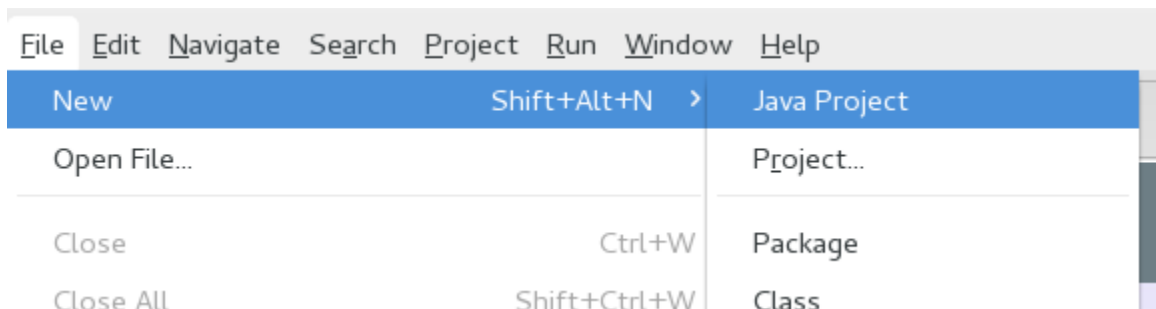 File Edit Navigate Search Project Run Window Help
New Shift+Alt+N > Java Project
Open File... Project...
Close Ctrl+W Package
Close All Shift+Ctrl+W Class